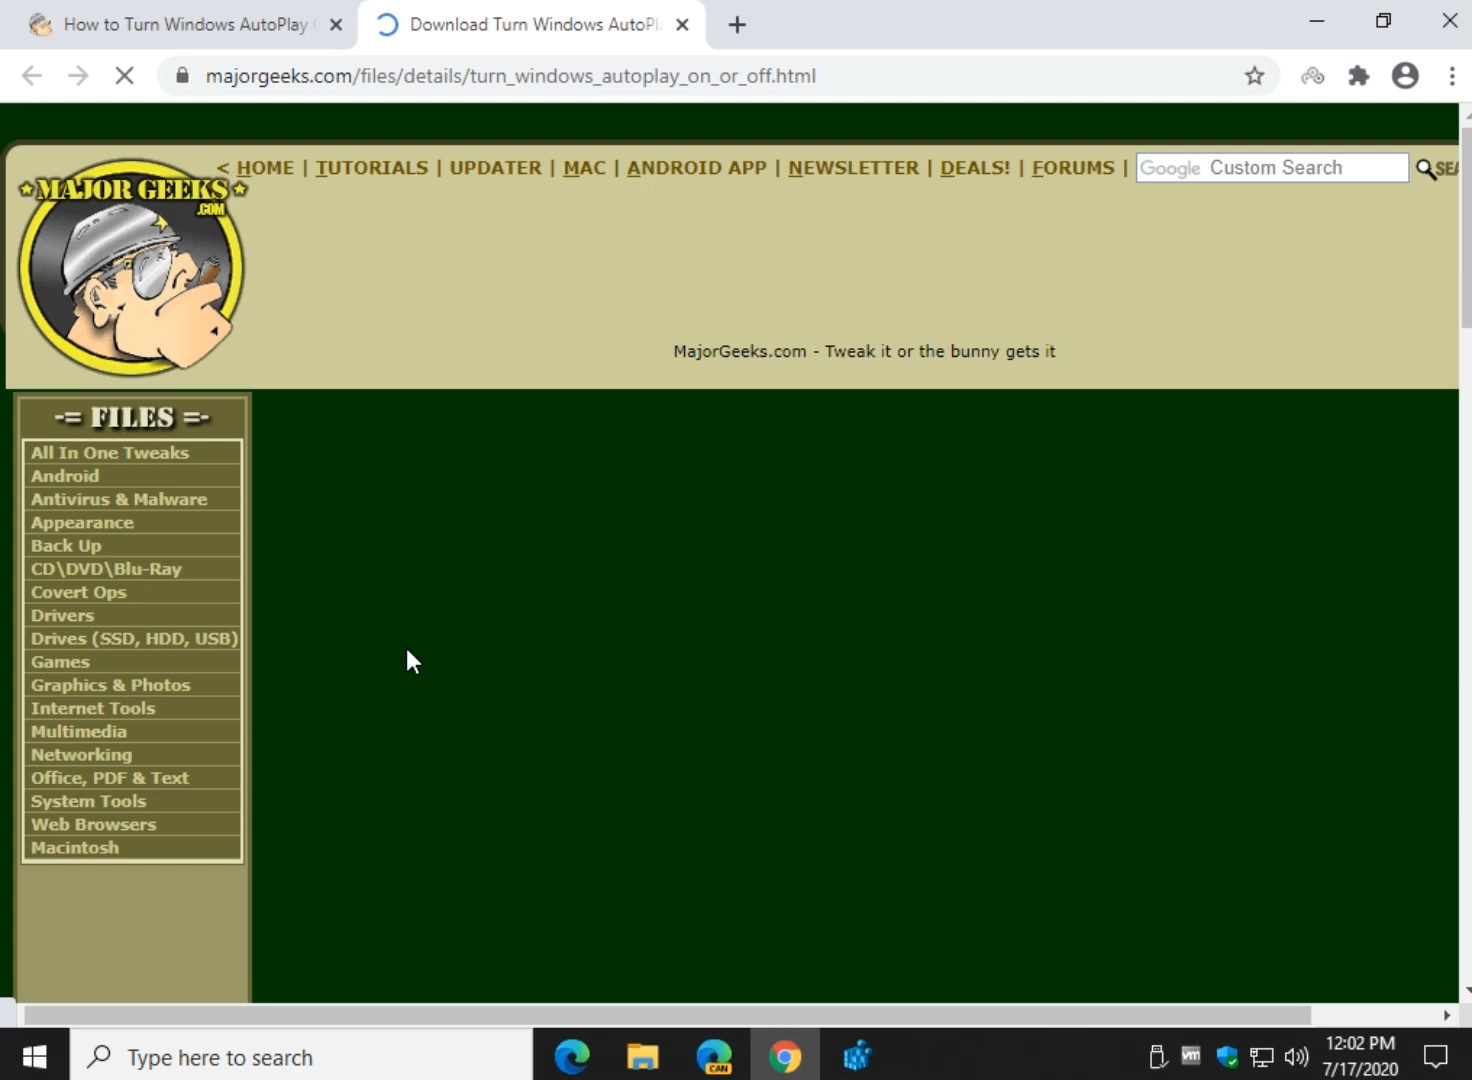 How to Turn Windows AutoPlay
Download Turn Windows AutoPl
majorgeeks.com/files/details/turn_windows_autoplay_on_or_off.html
MAJOR GEEKS
.COM
< HOME | TUTORIALS | UPDATER | MAC | ANDROID APP | NEWSLETTER | DEALS! | FORUMS |
Google Custom Search
MajorGeeks.com - Tweak it or the bunny gets it
-= FILES =-
All In One Tweaks
Android
Antivirus & Malware
Appearance
Back Up
CD\DVD\Blu-Ray
Covert Ops
Drivers
Drives (SSD, HDD, USB)
Games
Graphics & Photos
Internet Tools
Multimedia
Networking
Office, PDF & Text
System Tools
Web Browsers
Macintosh
Type here to search
CAN
vm
12:02 PM
7/17/2020